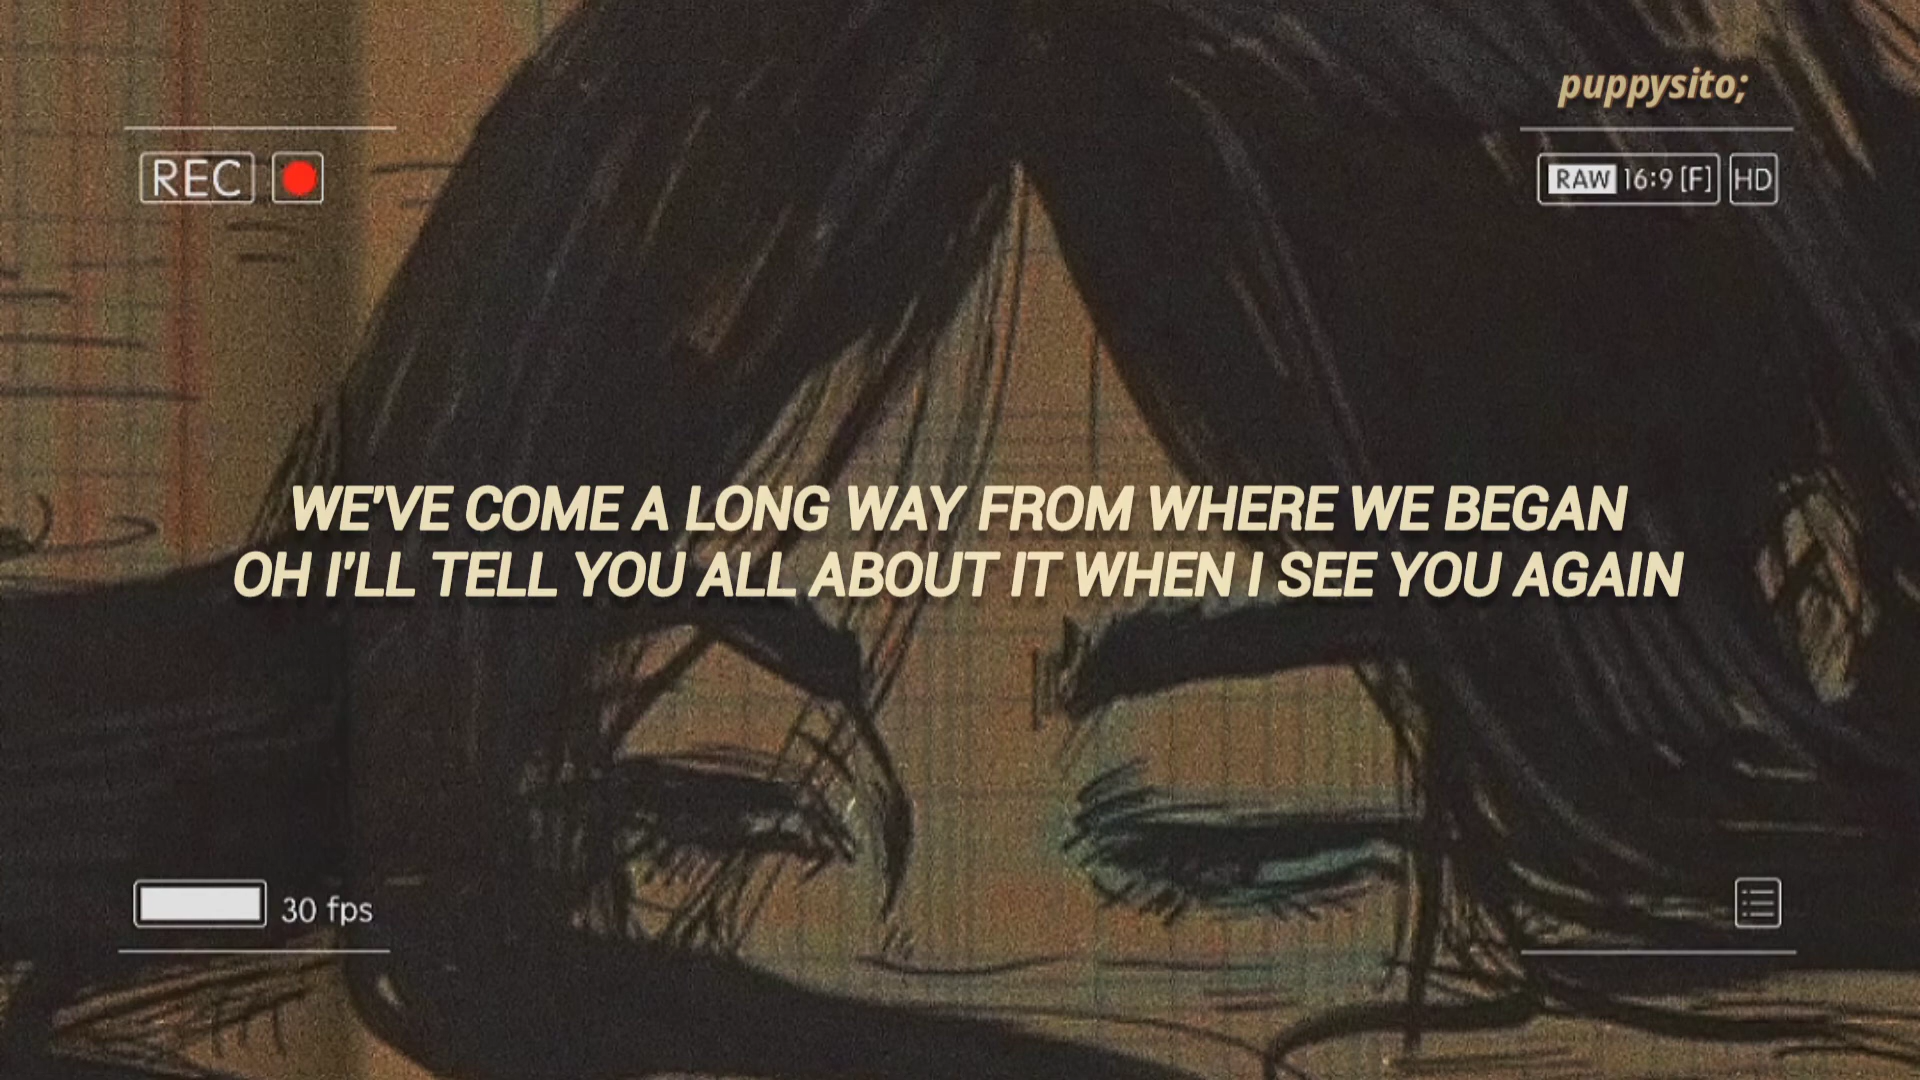 puppysito;
REC
RAW 16:9 [F] HD
WE'VE COME A LONG WAY FROM WHERE WE BEGAN
OH I'LL TELL YOU ALL ABOUT IT WHEN I SEE YOU AGAIN
30 fps